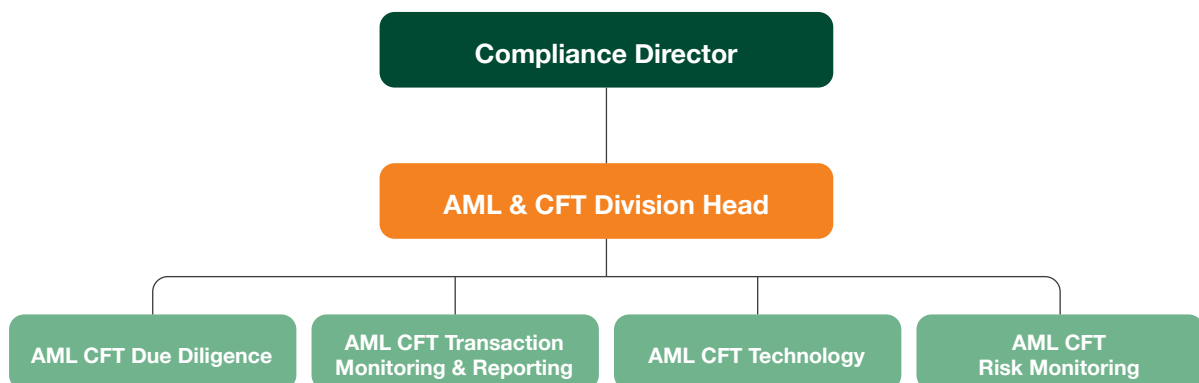 Compliance Director
AML & CFT Division Head
AML CFT Due Diligence
AML CFT Transaction
Monitoring & Reporting
AML CFT Technology
AML CFT
Risk Monitoring